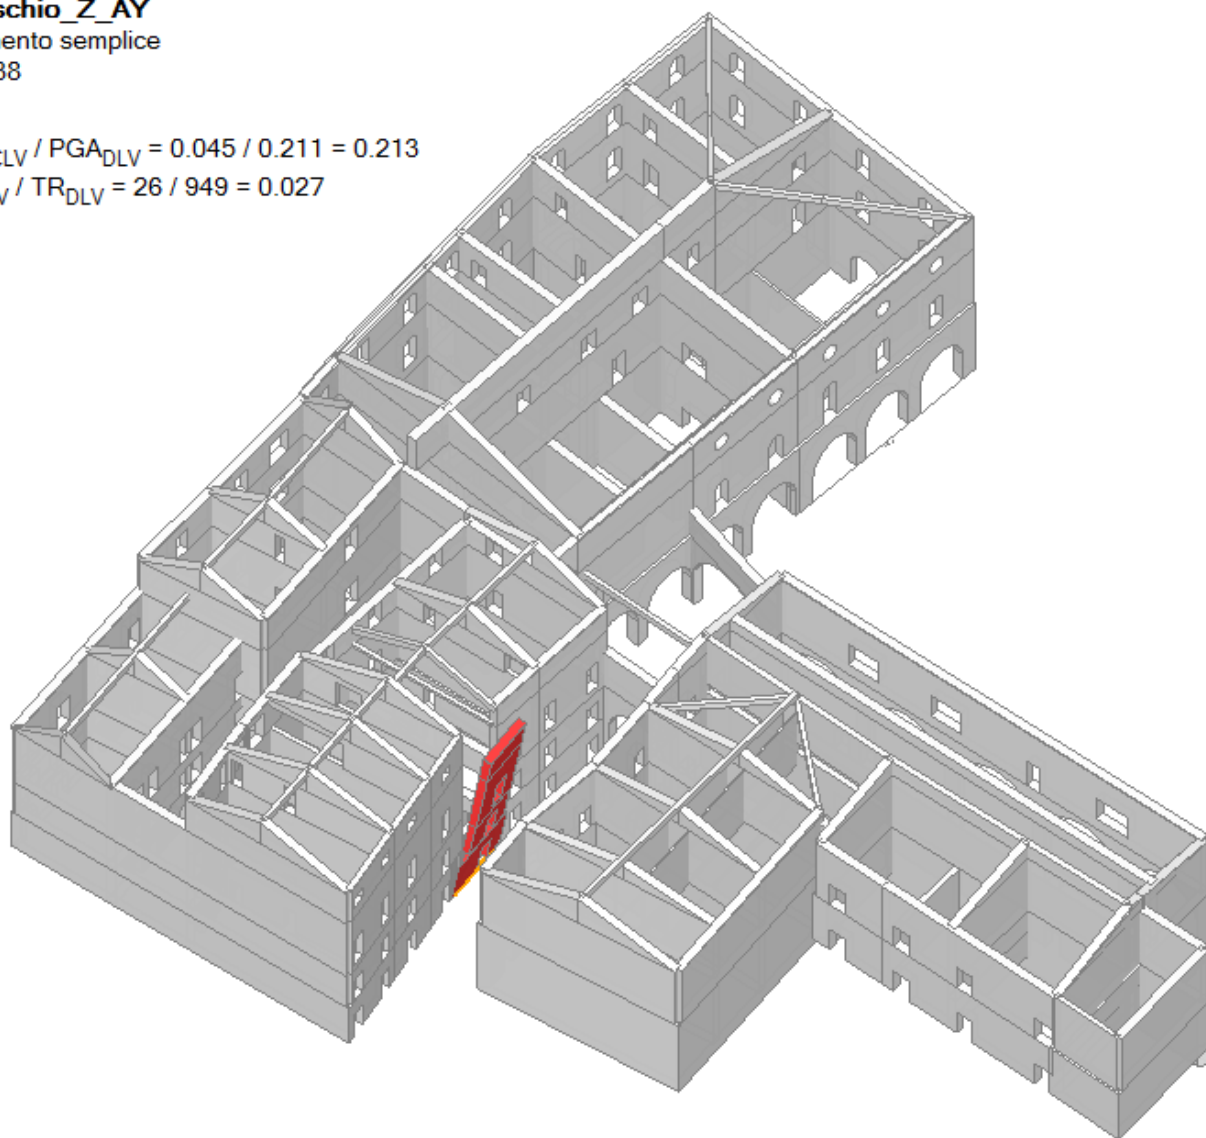 schio_Z_AY
ento semplice
38
CLV / PGADLV = 0.045 / 0.211 = 0.213
V / TRDLV = 26 / 949 = 0.027